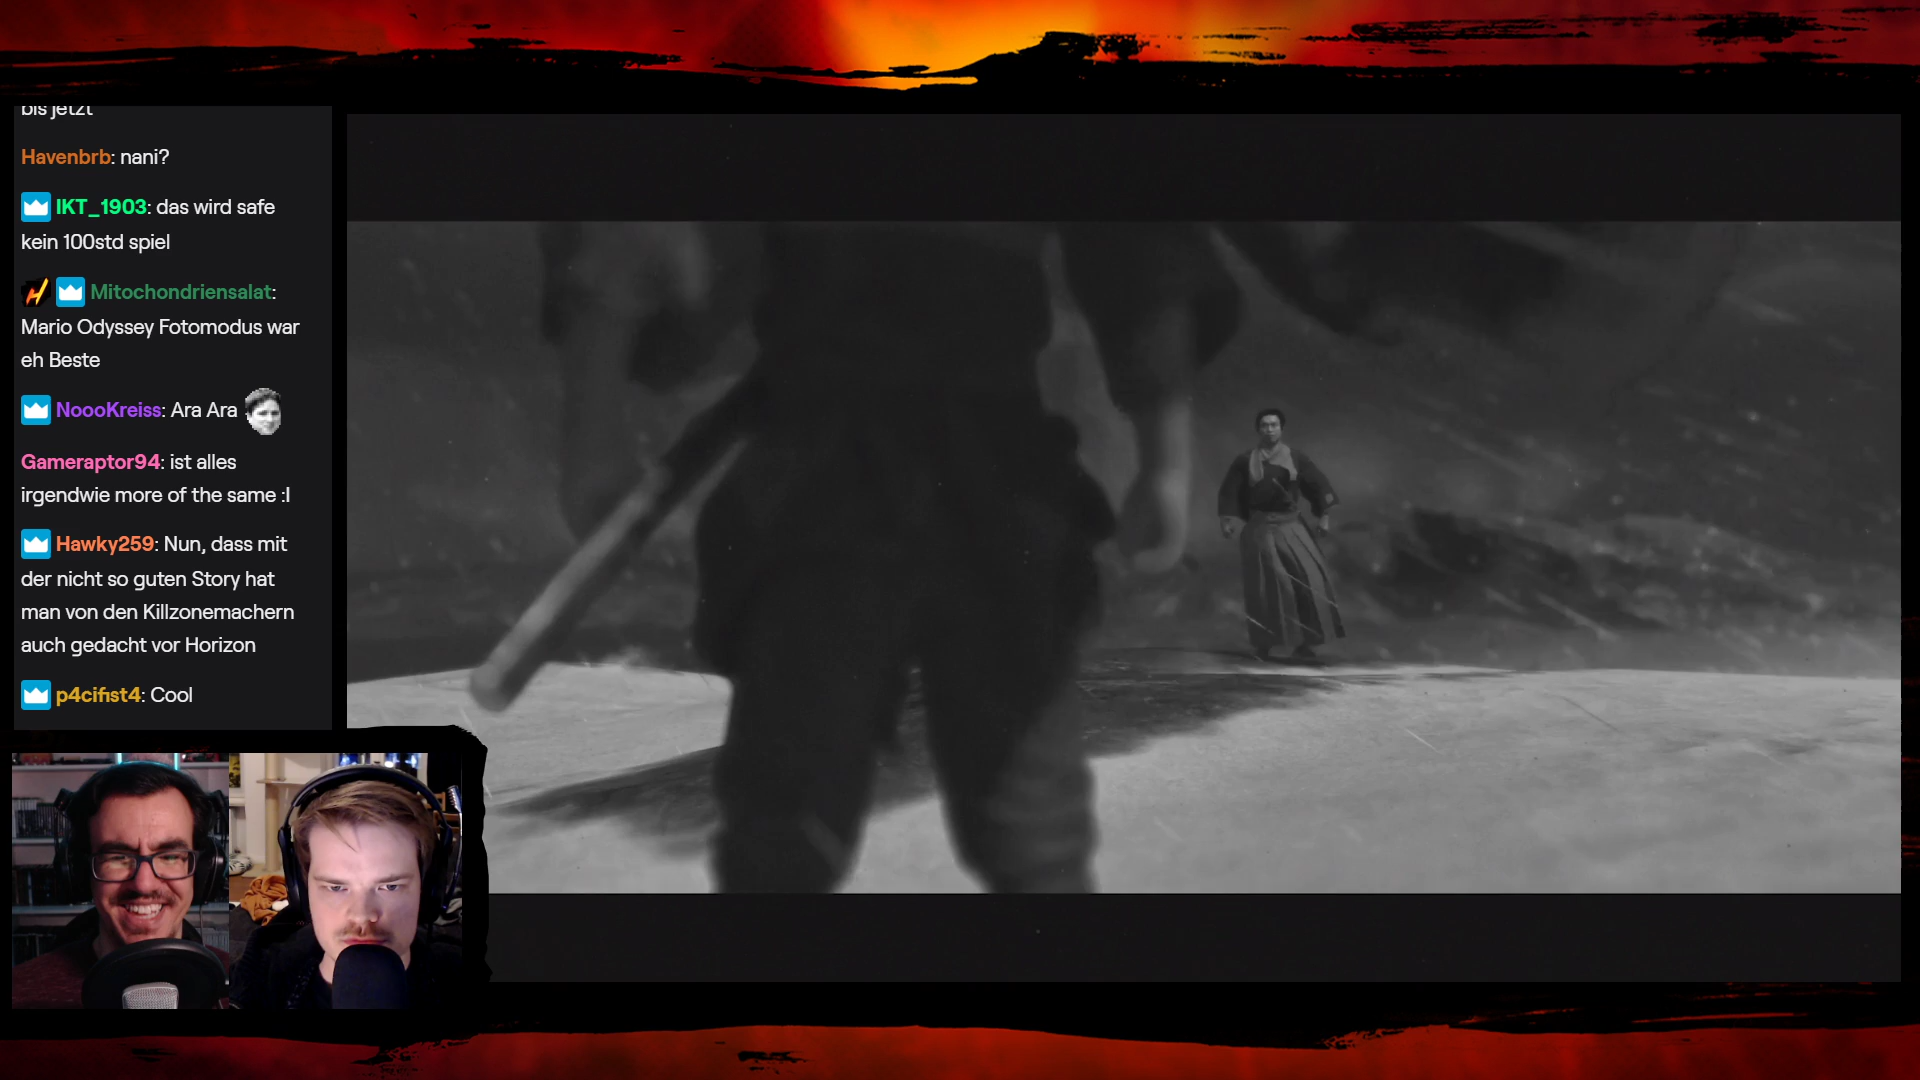 bis jetzt
Havenbrb: nani?
IKT_1903: das wird safe
kein 100std spiel
Mitochondriensalat:
Mario Odyssey Fotomodus war
eh Beste
NoooKreiss: Ara Ara
Gameraptor94: ist alles
irgendwie more of the same :I
Hawky259: Nun, dass mit
der nicht so guten Story hat
man von den Killzonemachern
auch gedacht vor Horizon
p4cifist4: Cool